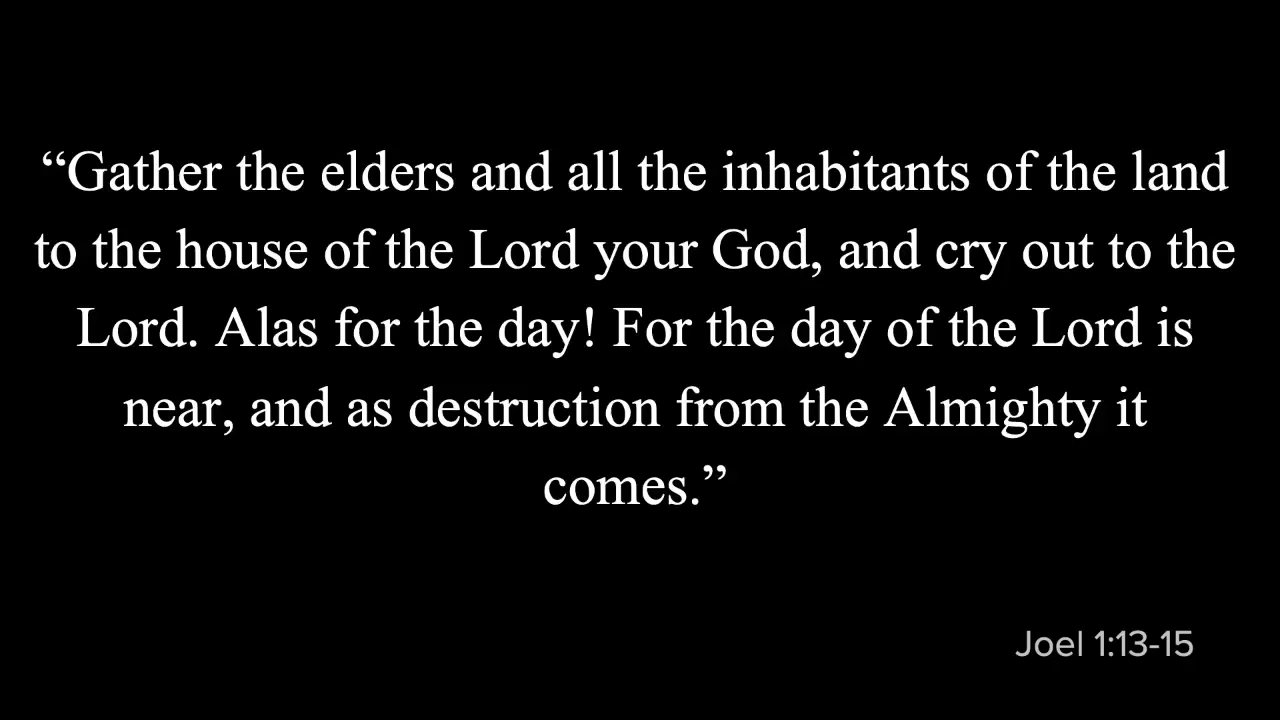 “Gather the elders and all the inhabitants of the land
to the house of the Lord your God, and cry out to the
Lord. Alas for the day! For the day of the Lord is
near, and as destruction from the Almighty it
comes.”
Joel 1:13-15